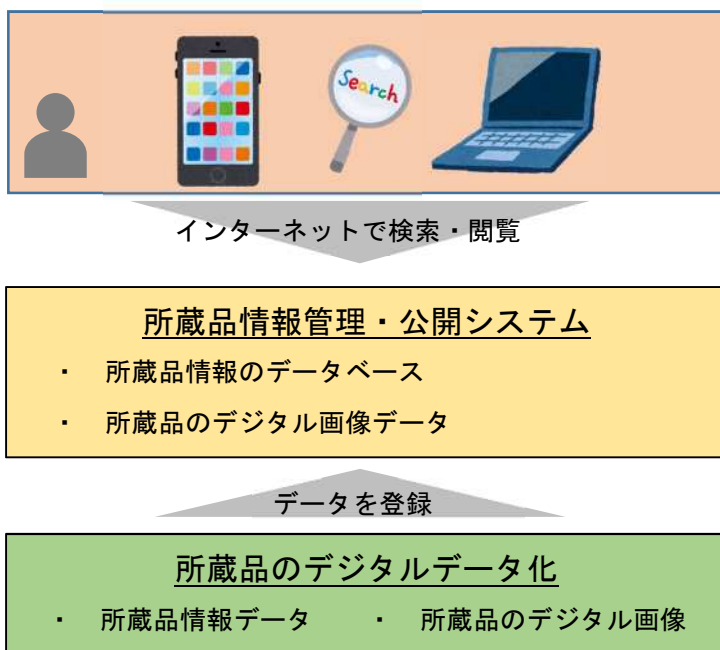 Search
インターネットで検索・閲覧
所蔵品情報管理・公開システム
・ 所蔵品情報のデータベース
・ 所蔵品のデジタル画像データ
データを登録
所蔵品のデジタルデータ化
・ 所蔵品情報データ ・ 所蔵品のデジタル画像